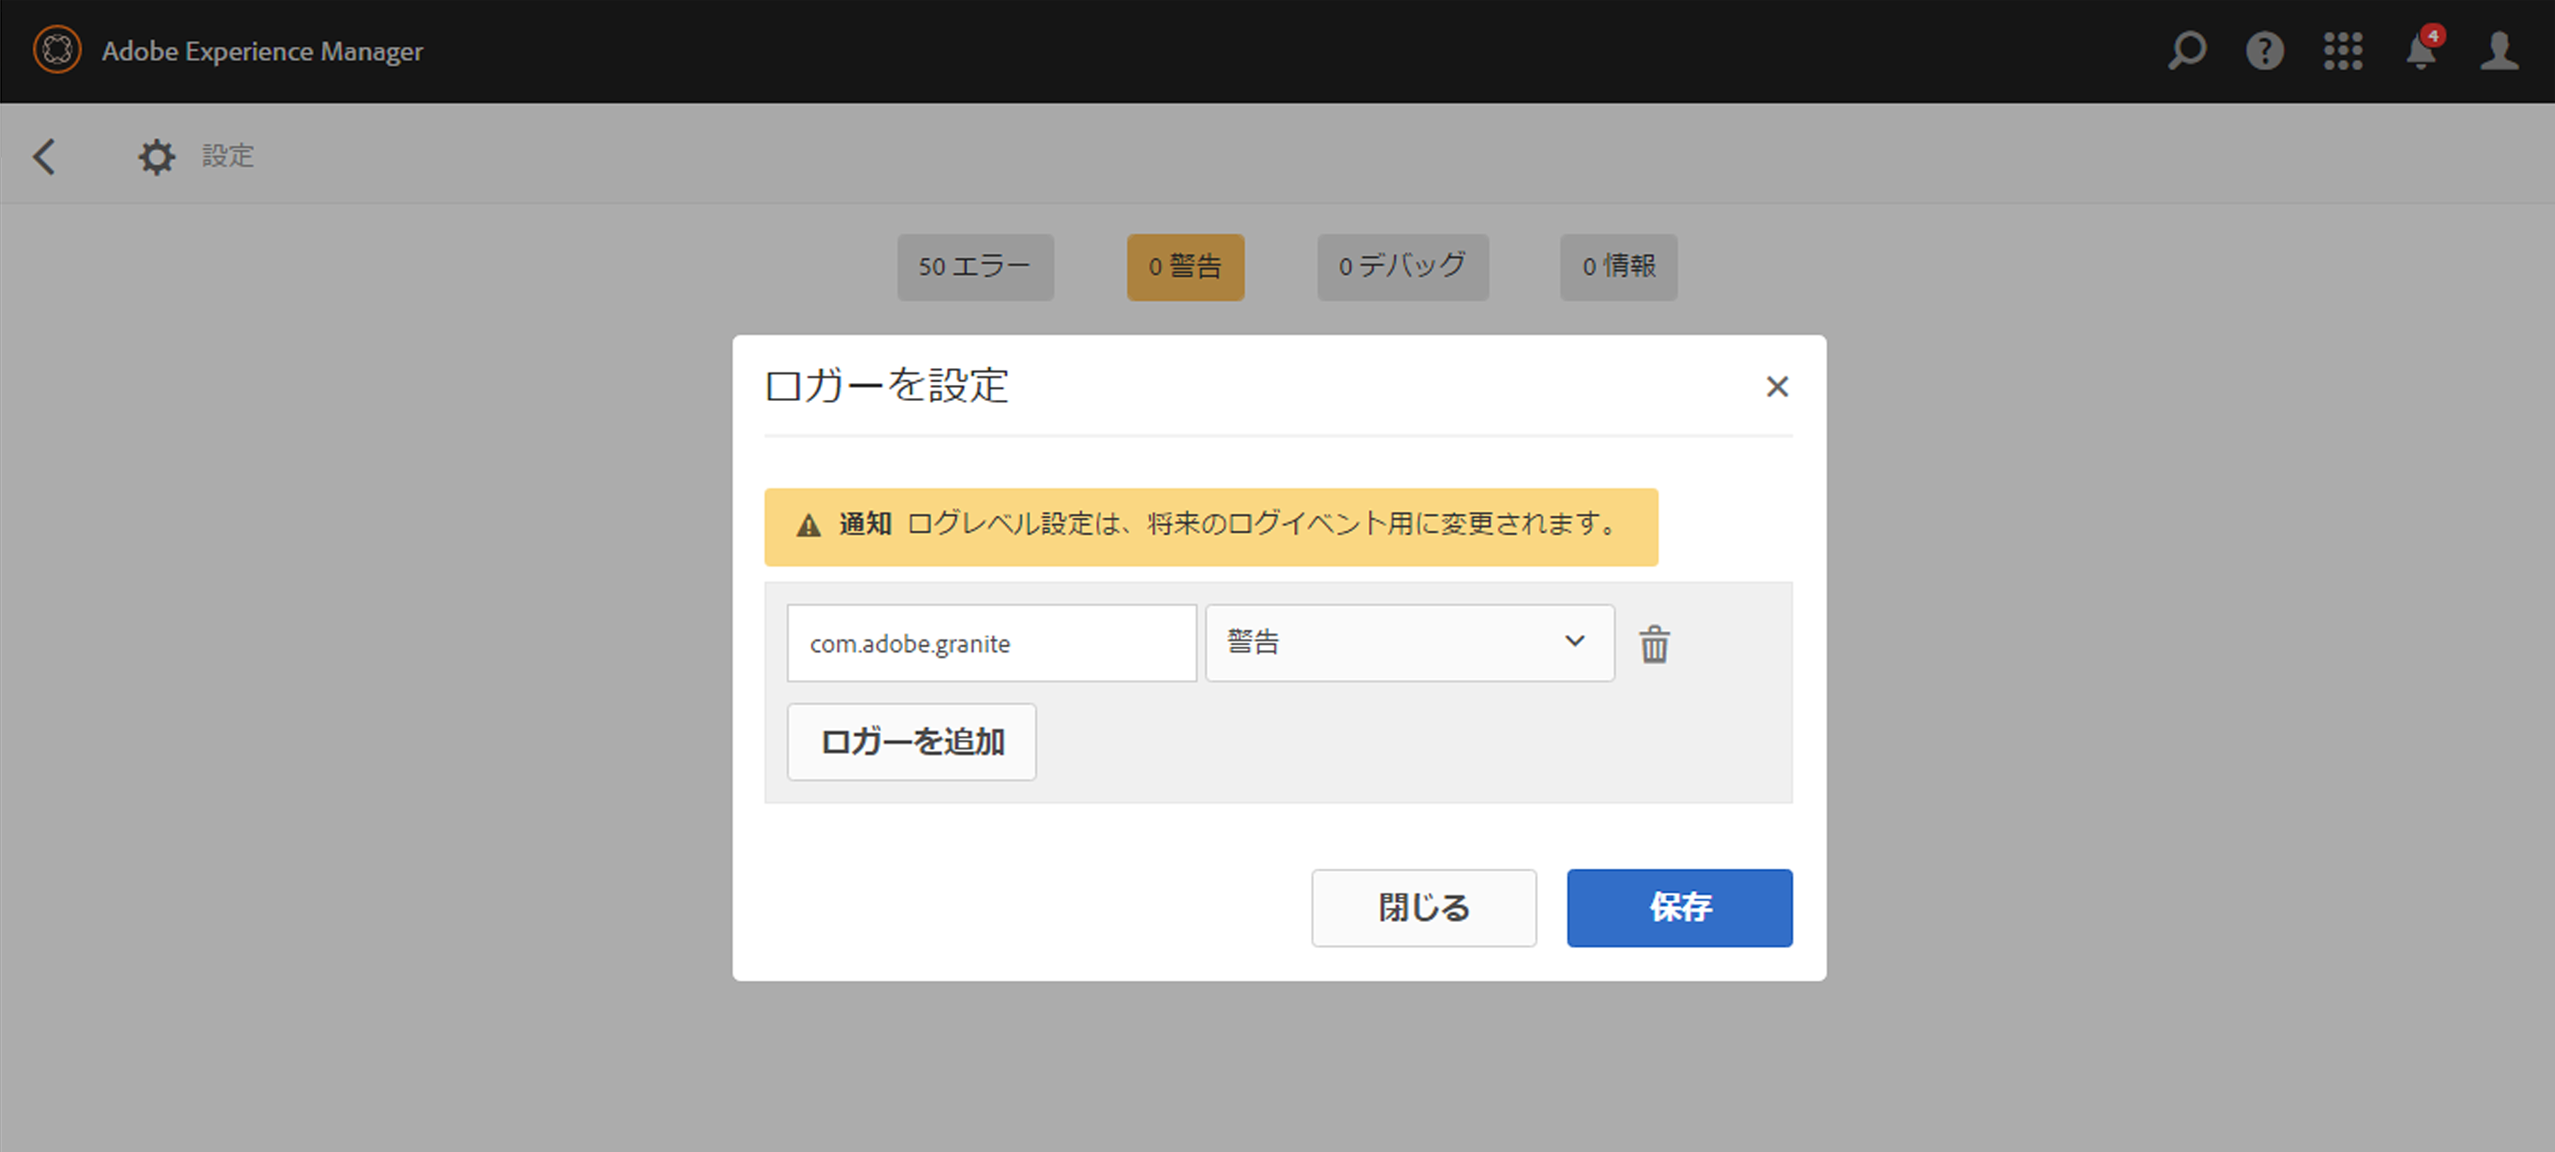 Adobe Experience Manager
4
設定
50 エラー
0 警告
0 デバッグ
0 情報
ロガーを設定
通知 ログレベル設定は、将来のログイベント用に変更されます。
com.adobe.granite
警告
ロガーを追加
閉じる
保存